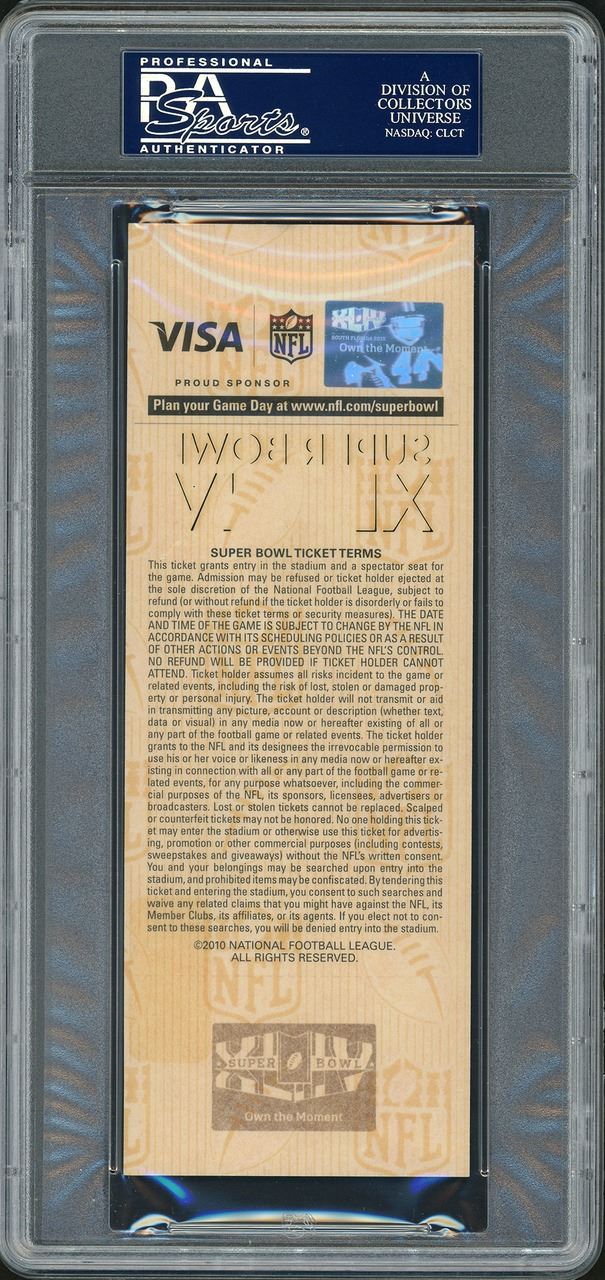 PROFESSIONAL
PSA
Sports®
AUTHENTICATOR
A
DIVISION OF
COLLECTORS
UNIVERSE
NASDAQ: CLCT
VISA
NFL
PROUD SPONSOR
XLIV
SOUTH FLORIDA 2010
Own the Moment
44
Plan your Game Day at www.nfl.com/superbowl
SUPER BOWL
XLIV
SUPER BOWL TICKET TERMS
This ticket grants entry in the stadium and a spectator seat for
the game. Admission may be refused or ticket holder ejected at
the sole discretion of the National Football League, subject to
refund (or without refund if the ticket holder is disorderly or fails to
comply with these ticket terms or security measures). THE DATE
AND TIME OF THE GAME IS SUBJECT TO CHANGE BY THE NFL IN
ACCORDANCE WITH ITS SCHEDULING POLICIES OR AS A RESULT
OF OTHER ACTIONS OR EVENTS BEYOND THE NFL'S CONTROL.
NO REFUND WILL BE PROVIDED IF TICKET HOLDER CANNOT
ATTEND. Ticket holder assumes all risks incident to the game or
related events, including the risk of lost, stolen or damaged prop-
erty or personal injury. The ticket holder will not transmit or aid
in transmitting any picture, account or description (whether text,
data or visual) in any media now or hereafter existing of all or
any part of the football game or related events. The ticket holder
grants to the NFL and its designees the irrevocable permission to
use his or her voice or likeness in any media now or hereafter ex-
isting in connection with all or any part of the football game or re-
lated events, for any purpose whatsoever, including the commer-
cial purposes of the NFL, its sponsors, licensees, advertisers or
broadcasters. Lost or stolen tickets cannot be replaced. Scalped
or counterfeit tickets may not be honored. No one holding this tick-
et may enter the stadium or otherwise use this ticket for advertis-
ing, promotion or other commercial purposes (including contests,
sweepstakes and giveaways) without the NFL's written consent.
You and your belongings may be searched upon entry into the
stadium, and prohibited items may be confiscated. By tendering this
ticket and entering the stadium, you consent to such searches and
waive any related claims that you might have against the NFL, its
Member Clubs, its affiliates, or its agents. If you elect not to con-
sent to these searches, you will be denied entry into the stadium.
©2010 NATIONAL FOOTBALL LEAGUE.
ALL RIGHTS RESERVED.
NFL
XLIV
SUPER BOWL
Own the Moment
NFL